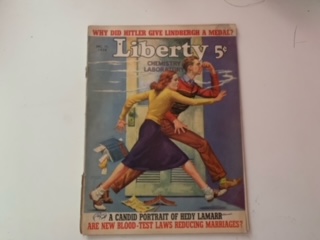 WHY DID HITLER GIVE LINDBERGH A MEDAL?
Liberty 5¢
CHEMISTRY
LABORATORY
A CANDID PORTRAIT OF HEDY LAMARR
ARE NEW BLOOD-TEST LAWS REDUCING MARRIAGES?